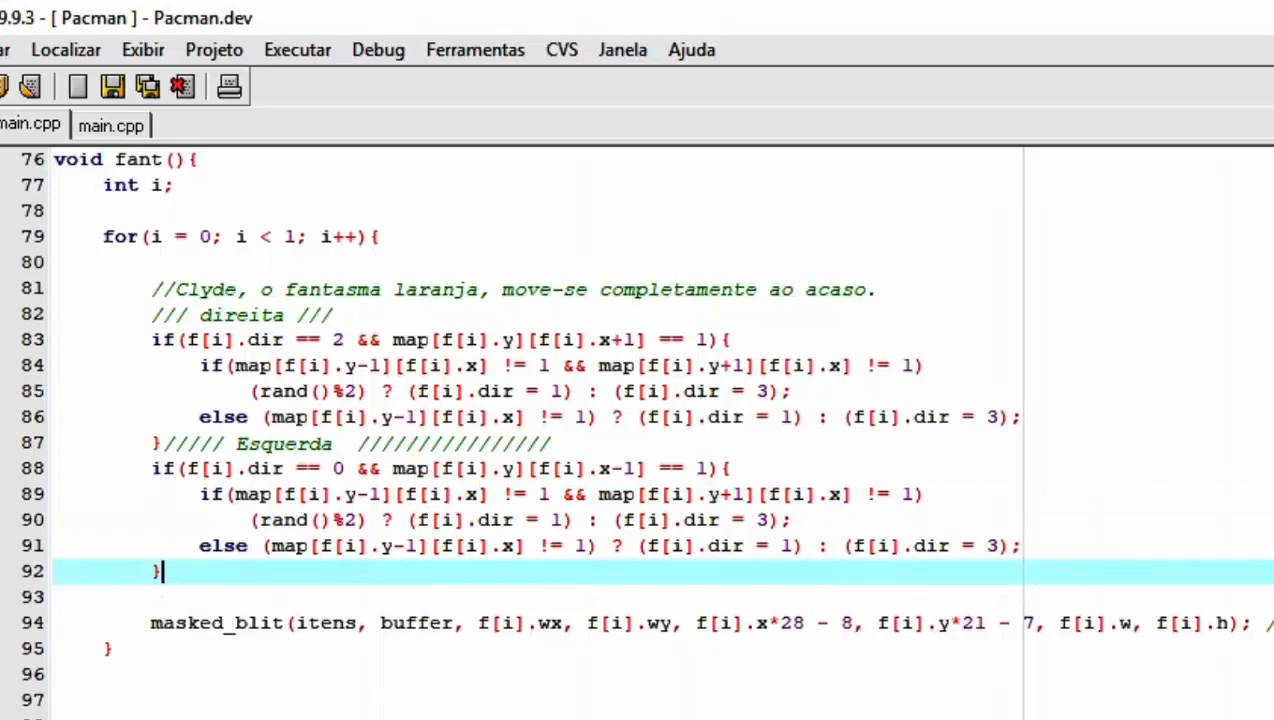 9.9.3 - [ Pacman ] - Pacman.dev
ar Localizar Exibir Projeto Executar Debug Ferramentas CVS Janela Ajuda
main.cpp main.cpp
76 void fant(){
77     int i;
78
79     for(i = 0; i < 1; i++){
80
81         //Clyde, o fantasma laranja, move-se completamente ao acaso.
82         /// direita ///
83         if(f[i].dir == 2 && map[f[i].y][f[i].x+1] == 1){
84             if(map[f[i].y-1][f[i].x] != 1 && map[f[i].y+1][f[i].x] != 1)
85                 (rand()%2) ? (f[i].dir = 1) : (f[i].dir = 3);
86             else (map[f[i].y-1][f[i].x] != 1) ? (f[i].dir = 1) : (f[i].dir = 3);
87         }///// Esquerda  ////////////////
88         if(f[i].dir == 0 && map[f[i].y][f[i].x-1] == 1){
89             if(map[f[i].y-1][f[i].x] != 1 && map[f[i].y+1][f[i].x] != 1)
90                 (rand()%2) ? (f[i].dir = 1) : (f[i].dir = 3);
91             else (map[f[i].y-1][f[i].x] != 1) ? (f[i].dir = 1) : (f[i].dir = 3);
92         }
93
94         masked_blit(itens, buffer, f[i].wx, f[i].wy, f[i].x*28 - 8, f[i].y*21 - 7, f[i].w, f[i].h); /
95     }
96
97